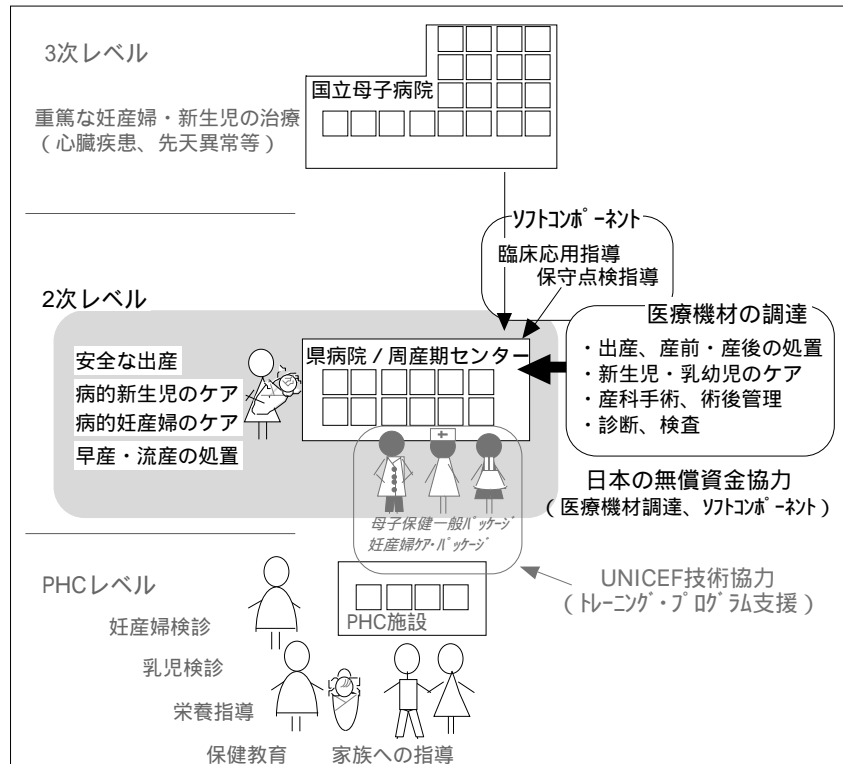 3次レベル
国立母子病院
重篤な妊産婦・新生児の治療
（心臓疾患、先天異常等）
ｿﾌﾄｺﾝﾎﾟｰﾈﾝﾄ
臨床応用指導
保守点検指導
2次レベル
医療機材の調達
・出産、産前・産後の処置
・新生児・乳幼児のケア
・産科手術、術後管理
・診断、検査
県病院 / 周産期センター
安全な出産
病的新生児のケア
病的妊産婦のケア
早産・流産の処置
日本の無償資金協力
（医療機材調達、ｿﾌﾄｺﾝﾎﾟｰﾈﾝﾄ）
母子保健一般ﾊﾟｯｹｰｼﾞ
妊産婦ｹｱ・ﾊﾟｯｹｰｼﾞ
PHCレベル
UNICEF技術協力
（ﾄﾚｰﾆﾝｸﾞ・ﾌﾟﾛｸﾞﾗﾑ支援）
PHC施設
妊産婦検診
乳児検診
栄養指導
保健教育
家族への指導